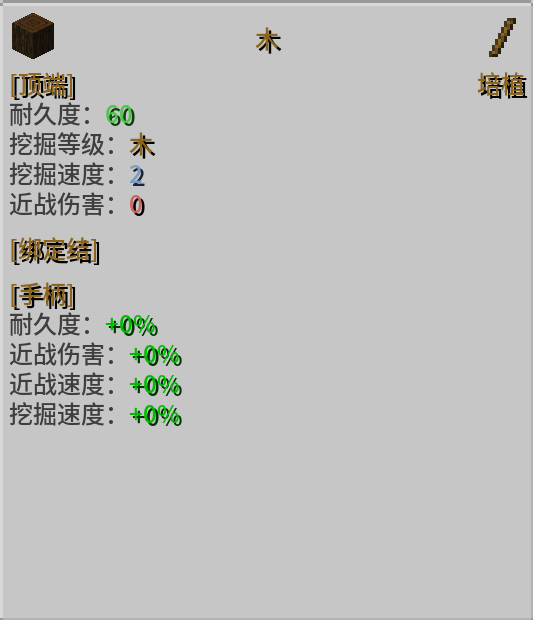 木
[顶端]
培植
耐久度：60
挖掘等级：木
挖掘速度：2
近战伤害：0
[绑定结]
[手柄]
耐久度：+0%
近战伤害：+0%
近战速度：+0%
挖掘速度：+0%